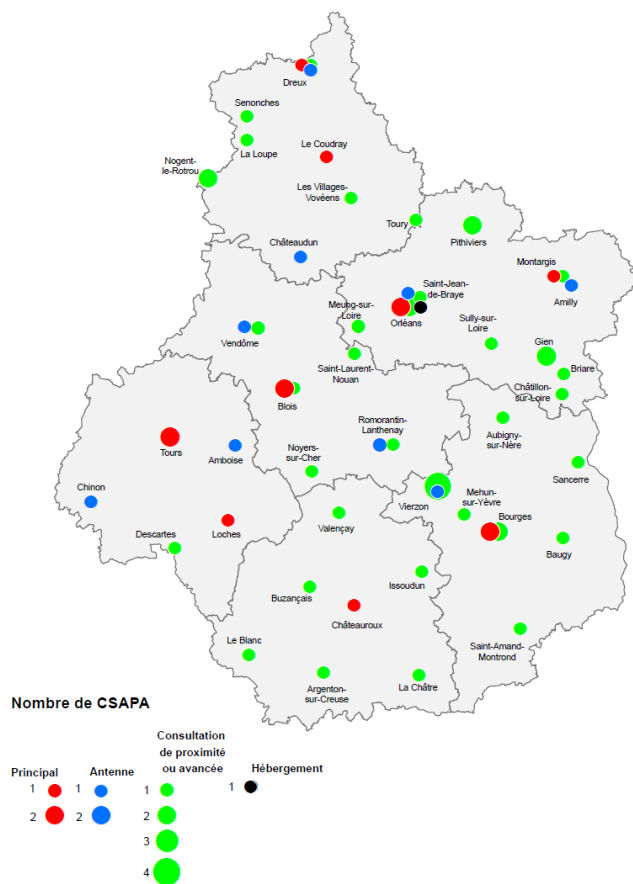 Dreux
Senonches
La Loupe
Le Coudray
Nogent-
le-Rotrou
Les Villages-
Vovéens
Toury
Pithiviers
Châteaudun
Montargis
Amilly
Saint-Jean-
de-Braye
Meung-sur-
Loire
Orléans
Sully-sur-
Loire
Gien
Vendôme
Briare
Saint-Laurent-
Nouan
Châtillon-
sur-Loire
Blois
Romorantin-
Lanthenay
Aubigny-
sur-Nère
Tours
Amboise
Noyers-
sur-Cher
Sancerre
Chinon
Vierzon
Mehun-
sur-Yèvre
Bourges
Valençay
Descartes
Loches
Baugy
Issoudun
Buzançais
Châteauroux
Le Blanc
Saint-Amand-
Montrond
Argenton-
sur-Creuse
La Châtre
Nombre de CSAPA
Principal
1
2
Antenne
1
2
Consultation
de proximité
ou avancée
1
2
3
4
Hébergement
1